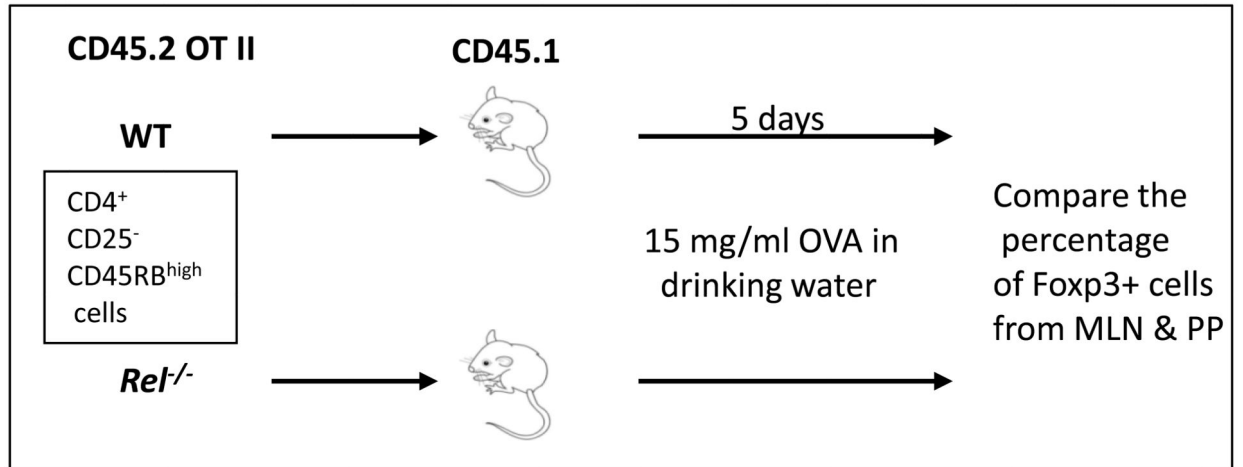 CD45.2 OT II
CD45.1
WT
5 days
CD4⁺
CD25⁻
CD45RBʰⁱᵍʰ
cells
15 mg/ml OVA in
drinking water
Compare the
percentage
of Foxp3+ cells
from MLN & PP
Rel⁻/⁻